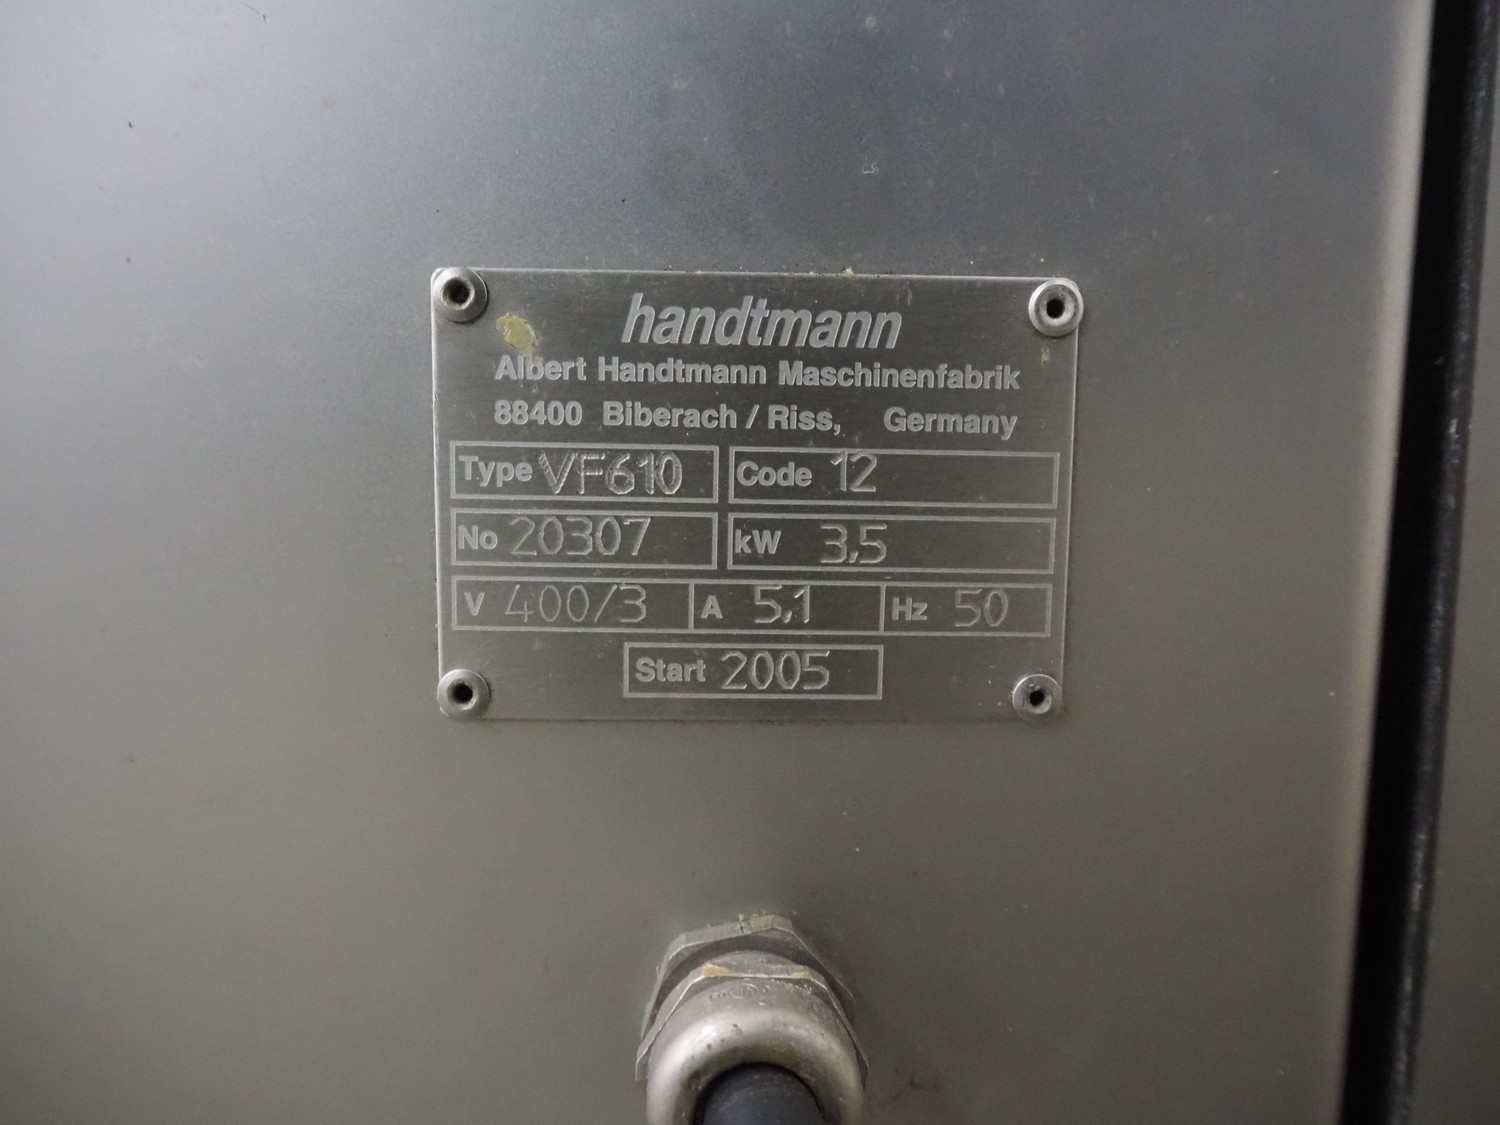 handtmann
Albert Handtmann Maschinenfabrik
88400 Biberach / Riss, Germany
Type VF610 Code 12
No 20307 kW 3,5
V 400/3 A 5,1 Hz 50
Start 2005